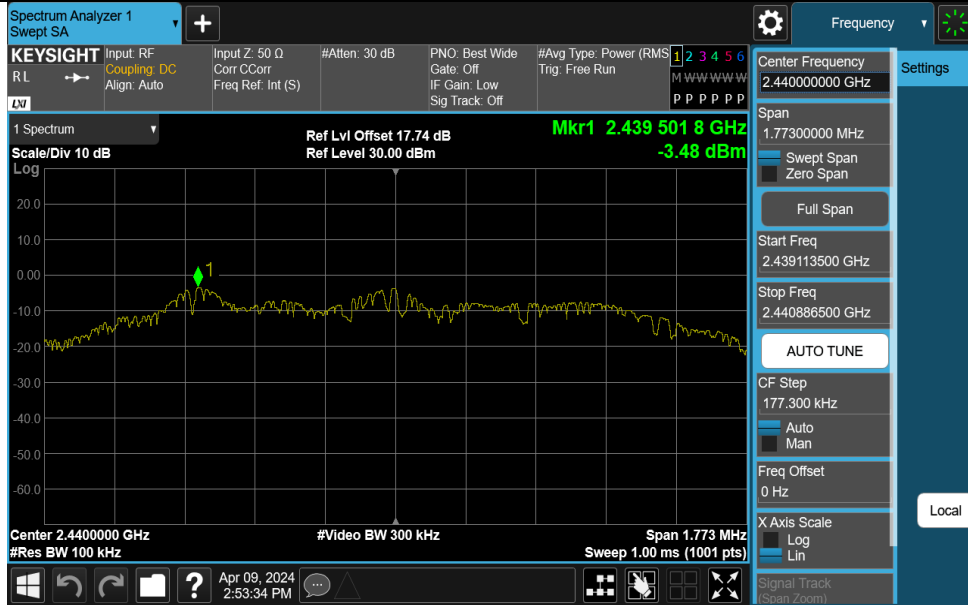 Spectrum Analyzer 1
Swept SA
+
Frequency
KEYSIGHT
R L
LXI
Input: RF
Coupling: DC
Align: Auto
Input Z: 50 Ω
Corr CCorr
Freq Ref: Int (S)
#Atten: 30 dB
PNO: Best Wide
Gate: Off
IF Gain: Low
Sig Track: Off
#Avg Type: Power (RMS
Trig: Free Run
1 2 3 4 5 6
M W W W W W
P P P P P P
Center Frequency
2.440000000 GHz
Settings
Span
1.77300000 MHz
Swept Span
Zero Span
Full Span
Start Freq
2.439113500 GHz
Stop Freq
2.440886500 GHz
AUTO TUNE
CF Step
177.300 kHz
Auto
Man
Freq Offset
0 Hz
X Axis Scale
Log
Lin
Signal Track
(Span Zoom)
Local
1 Spectrum
Scale/Div 10 dB
Log
Ref Lvl Offset 17.74 dB
Ref Level 30.00 dBm
Mkr1 2.439 501 8 GHz
-3.48 dBm
20.0
10.0
0.00
-10.0
-20.0
-30.0
-40.0
-50.0
-60.0
1
Center 2.4400000 GHz
#Res BW 100 kHz
#Video BW 300 kHz
Span 1.773 MHz
Sweep 1.00 ms (1001 pts)
?
Apr 09, 2024
2:53:34 PM